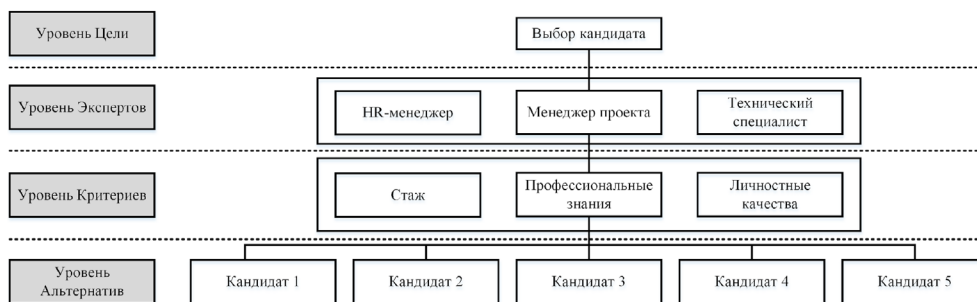 Уровень Цели
Выбор кандидата
Уровень Экспертов
HR-менеджер
Менеджер проекта
Технический
специалист
Уровень Критериев
Стаж
Профессиональные
знания
Личностные
качества
Уровень
Альтернатив
Кандидат 1
Кандидат 2
Кандидат 3
Кандидат 4
Кандидат 5